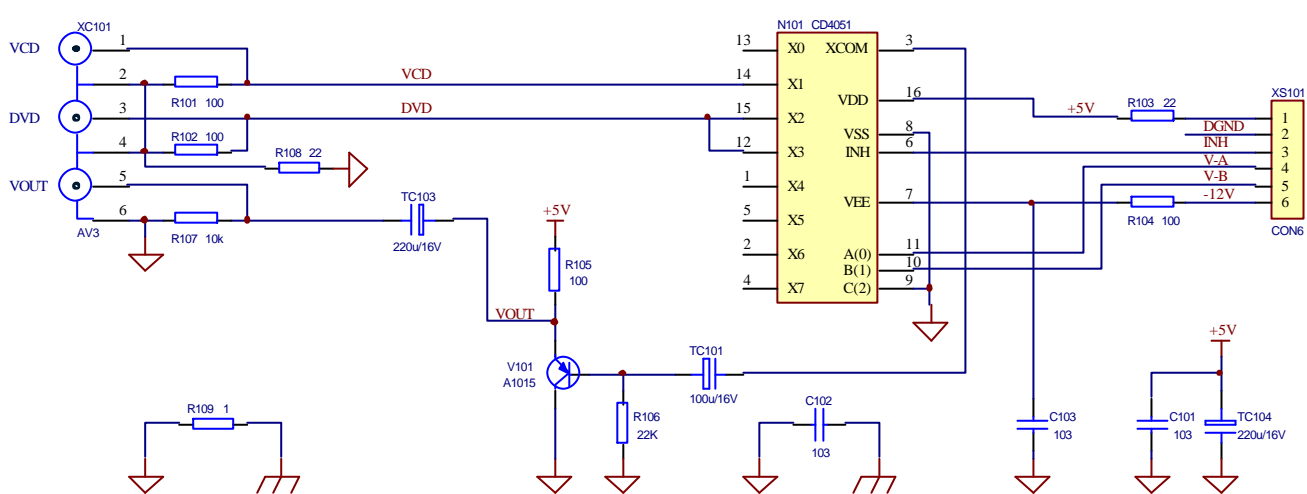 XC101
N101 CD4051
VCD 1
13 X0 XCOM 3
2 R101 100 VCD 14 X1
VDD 16 +5V R103 22 XS101
DVD 3 DVD 15 X2
1
4 R102 100
VSS 8 DGND 2
12 X3 INH 6 INH 3
R108 22
V-A 4
VOUT 5
1 X4
V-B 5
TC103
VEE 7 -12V 6
6 R107 10k
5 X5
R104 100
AV3
220u/16V
CON6
+5V
2 X6 A(0) 11
B(1) 10
R105
100
4 X7 C(2) 9
VOUT
+5V
V101
A1015
TC101
100u/16V
R109 1
R106
22K
C102
103
C103
103
C101
103
TC104
220u/16V